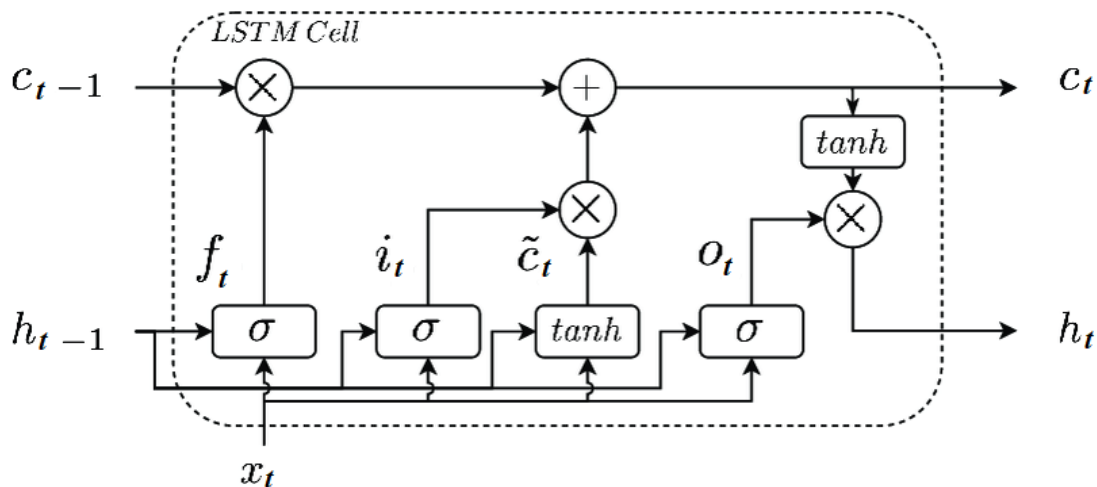 LSTM Cell
c_{t-1} × + c_t
tanh
× ×
f_t i_t c̃_t o_t
h_{t-1} σ σ tanh σ h_t
x_t